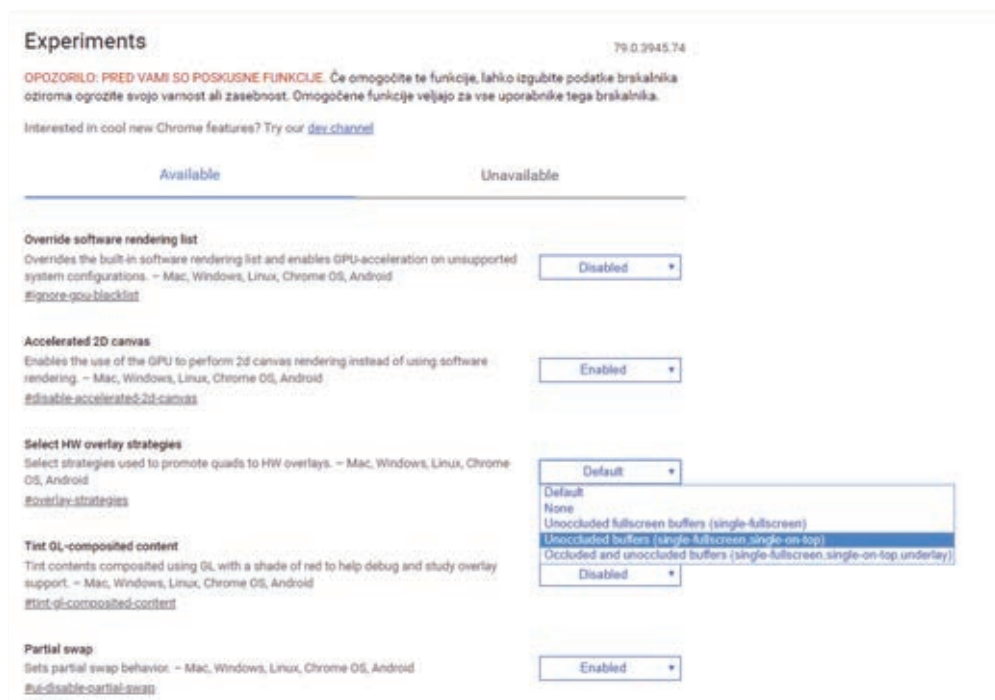 Experiments
79.0.3945.74
OPOZORILO: PRED VAMI SO POSKUSNE FUNKCIJE. Če omogočite te funkcije, lahko izgubite podatke brskalnika
oziroma ogrozite svojo varnost ali zasebnost. Omogočene funkcije veljajo za vse uporabnike tega brskalnika.
Interested in cool new Chrome features? Try our dev channel
Available
Unavailable
Override software rendering list
Overrides the built-in software rendering list and enables GPU-acceleration on unsupported
system configurations. – Mac, Windows, Linux, Chrome OS, Android
#ignore-gpu-blacklist
Disabled
Accelerated 2D canvas
Enables the use of the GPU to perform 2d canvas rendering instead of using software
rendering. – Mac, Windows, Linux, Chrome OS, Android
#disable-accelerated-2d-canvas
Enabled
Select HW overlay strategies
Select strategies used to promote quads to HW overlays. – Mac, Windows, Linux, Chrome
OS, Android
#overlay-strategies
Default
Default
None
Unoccluded fullscreen buffers (single-fullscreen)
Unoccluded buffers (single-fullscreen,single-on-top)
Occluded and unoccluded buffers (single-fullscreen,single-on-top,underlay)
Tint GL-composited content
Tint contents composited using GL with a shade of red to help debug and study overlay
support. – Mac, Windows, Linux, Chrome OS, Android
#tint-gl-composited-content
Disabled
Partial swap
Sets partial swap behavior. – Mac, Windows, Linux, Chrome OS, Android
#ui-disable-partial-swap
Enabled